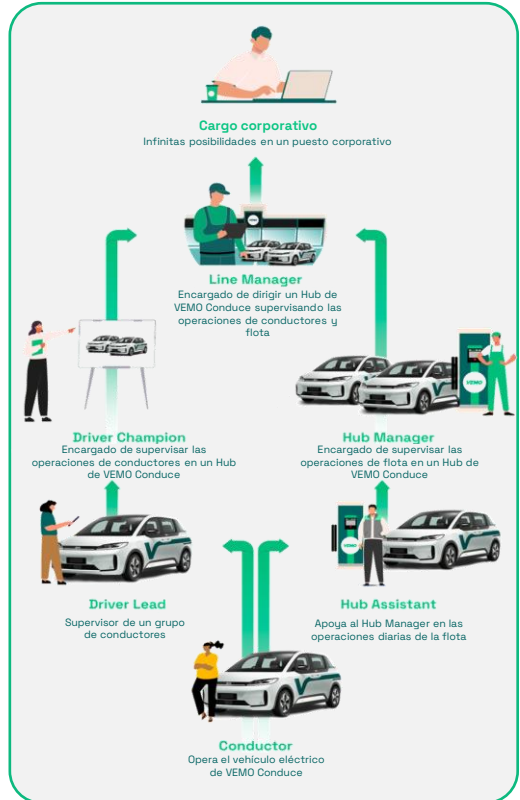 Cargo corporativo
Infinitas posibilidades en un puesto corporativo
Line Manager
Encargado de dirigir un Hub de
VEMO Conduce supervisando las
operaciones de conductores y
flota
VEMO
Driver Champion
Encargado de supervisar las
operaciones de conductores en un Hub
de VEMO Conduce
Hub Manager
Encargado de supervisar las
operaciones de flota en un Hub de
VEMO Conduce
VEMO
Driver Lead
Supervisor de un grupo
de conductores
Hub Assistant
Apoya al Hub Manager en las
operaciones diarias de la flota
Conductor
Opera el vehículo eléctrico
de VEMO Conduce